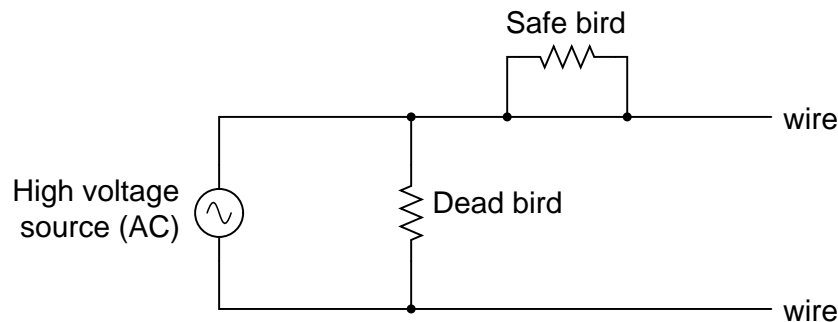 Safe bird
wire
High voltage
source (AC)
Dead bird
wire